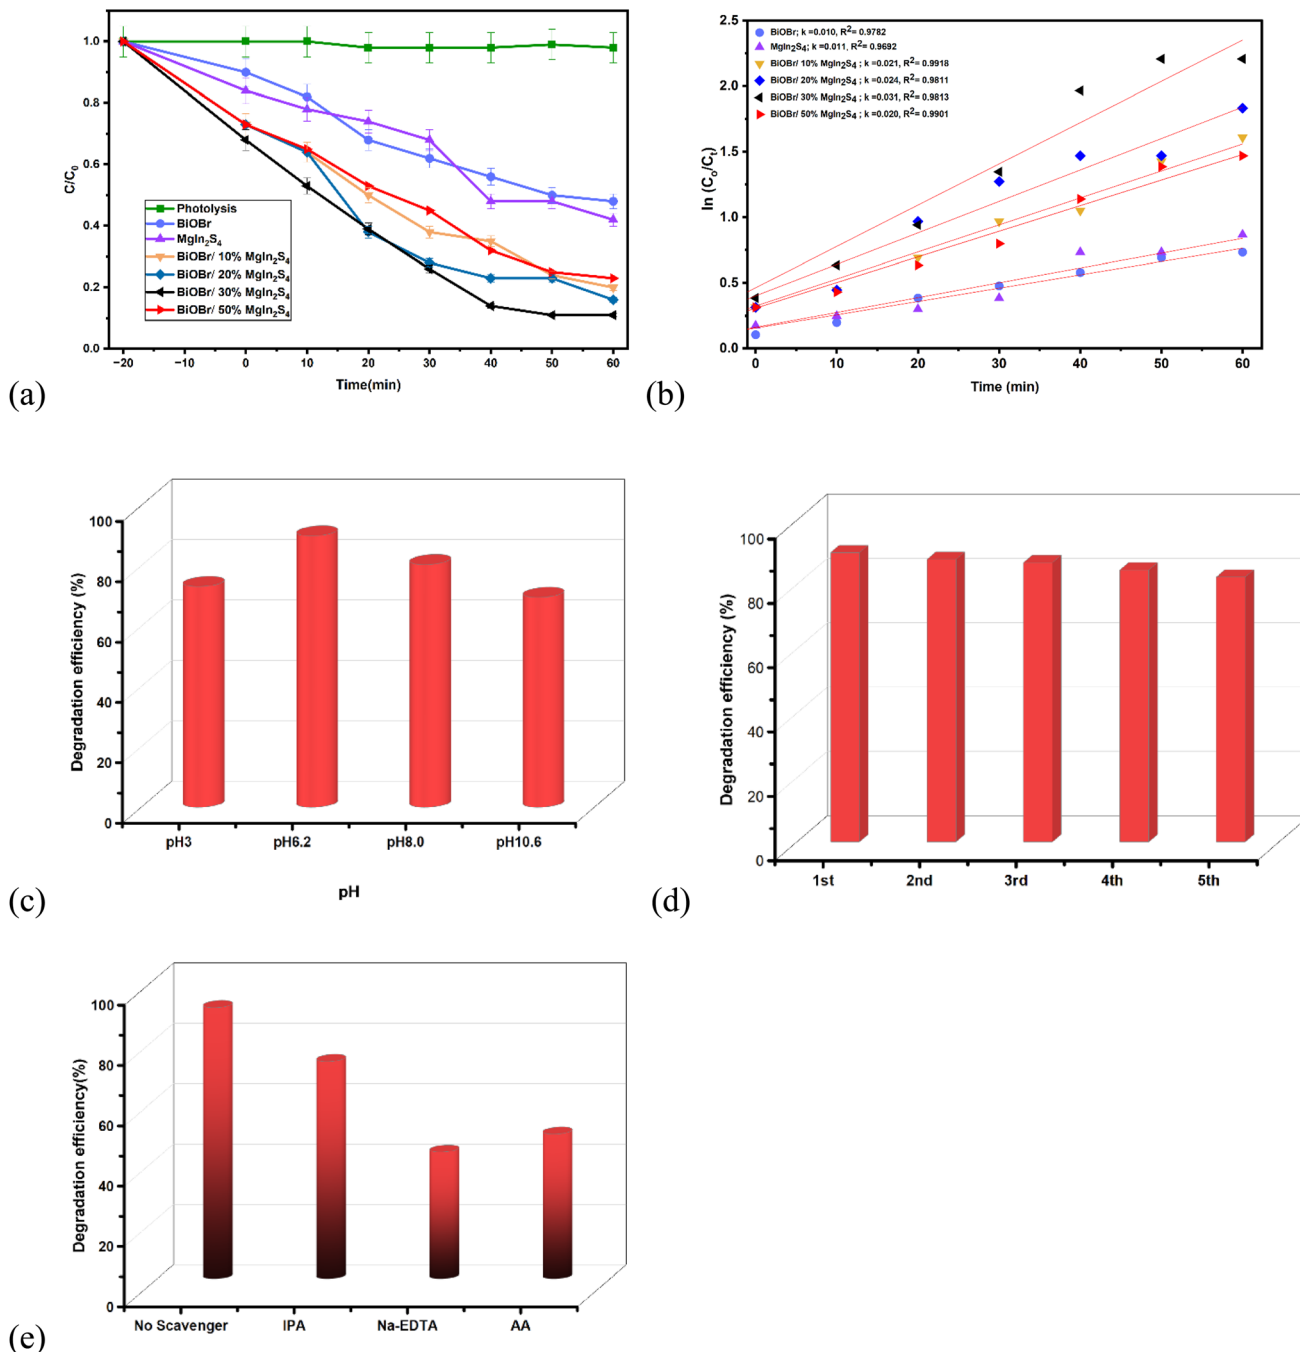 1.0
0.8
0.6
0.4
0.2
0.0
C/C₀
Photolysis
BiOBr
MgIn₂S₄
BiOBr/ 10% MgIn₂S₄
BiOBr/ 20% MgIn₂S₄
BiOBr/ 30% MgIn₂S₄
BiOBr/ 50% MgIn₂S₄
−20 −10 0 10 20 30 40 50 60
Time(min)
(a)
2.5
2.0
1.5
1.0
0.5
0.0
ln (C₀/Cₜ)
BiOBr; k =0.010, R²= 0.9782
MgIn₂S₄; k =0.011, R²= 0.9692
BiOBr/ 10% MgIn₂S₄ ; k =0.021, R²= 0.9918
BiOBr/ 20% MgIn₂S₄ ; k =0.024, R²= 0.9811
BiOBr/ 30% MgIn₂S₄ ; k =0.031, R²= 0.9813
BiOBr/ 50% MgIn₂S₄ ; k =0.020, R²= 0.9901
0 10 20 30 40 50 60
Time (min)
(b)
100
80
60
40
20
0
Degradation efficiency (%)
pH3 pH6.2 pH8.0 pH10.6
pH
(c)
100
80
60
40
20
0
Degradation efficiency (%)
1st 2nd 3rd 4th 5th
(d)
100
80
60
40
20
0
Degradation efficiency(%)
No Scavenger IPA Na-EDTA AA
(e)